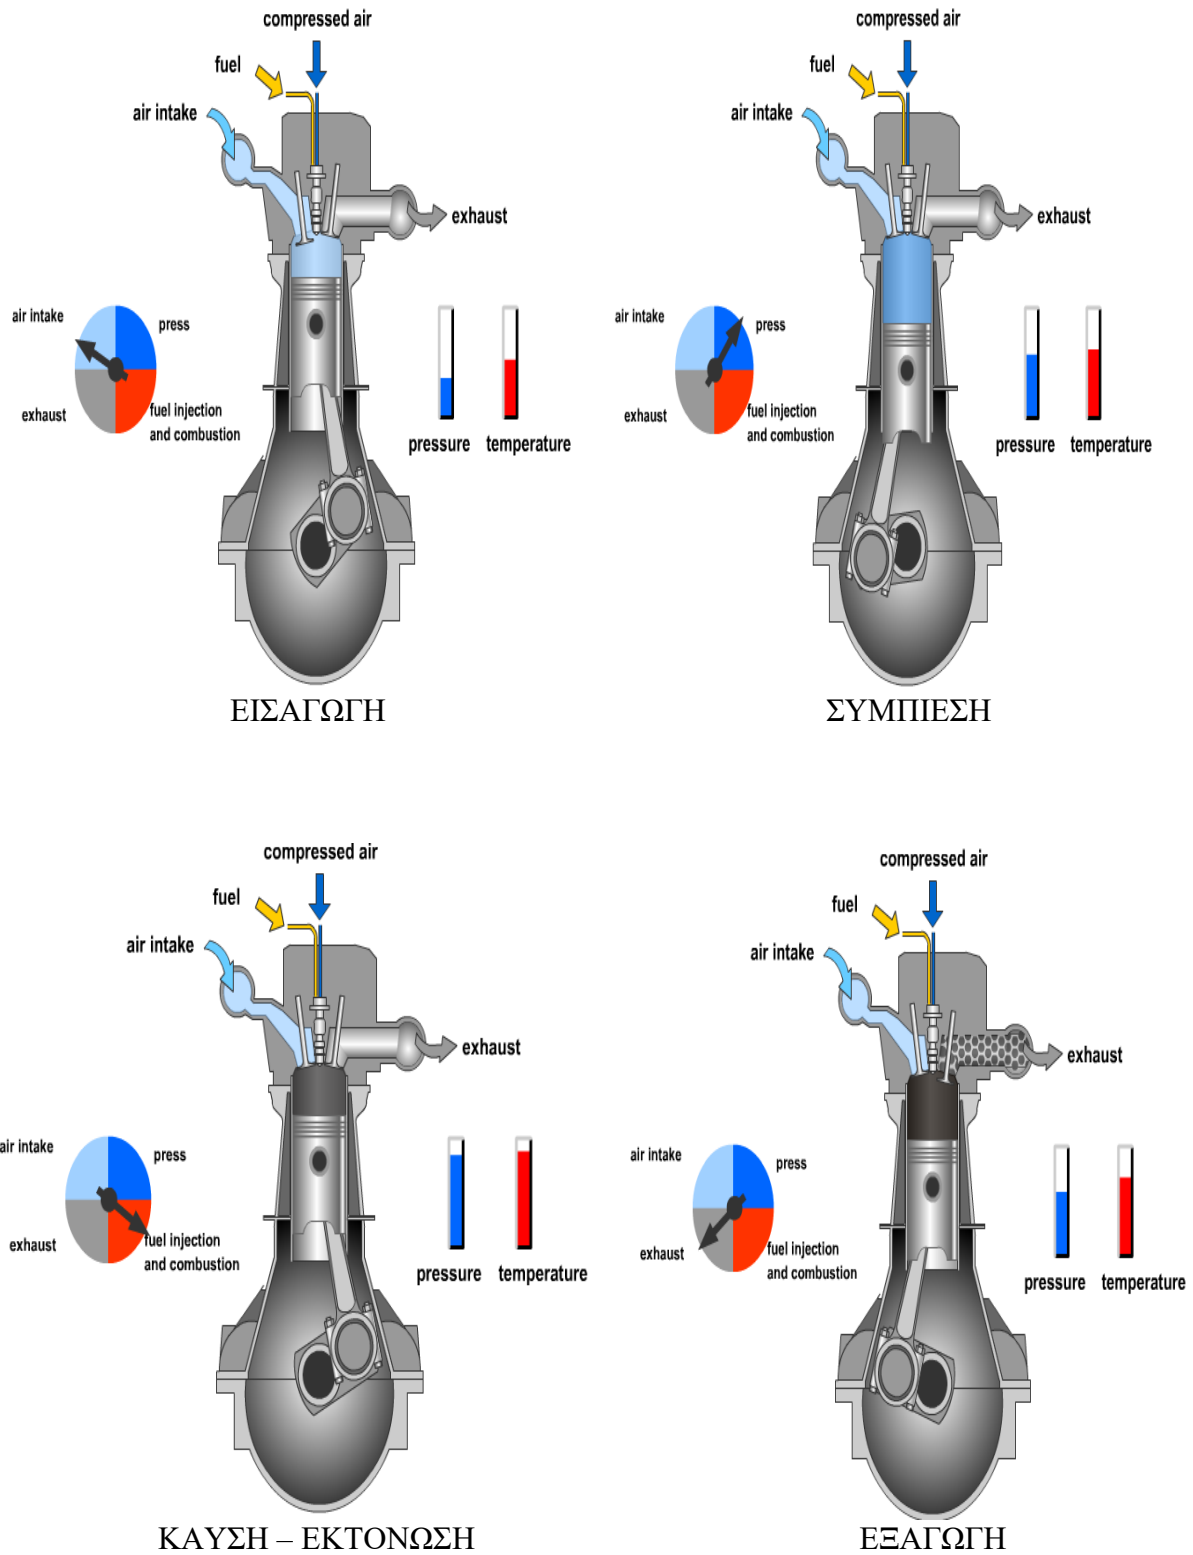 compressed air
fuel
air intake
exhaust
air intake
press
exhaust
fuel injection
and combustion
pressure
temperature
ΕΙΣΑΓΩΓΗ
compressed air
fuel
air intake
exhaust
air intake
press
exhaust
fuel injection
and combustion
pressure
temperature
ΣΥΜΠΙΕΣΗ
compressed air
fuel
air intake
exhaust
air intake
press
exhaust
fuel injection
and combustion
pressure
temperature
ΚΑΥΣΗ – ΕΚΤΟΝΩΣΗ
compressed air
fuel
air intake
exhaust
air intake
press
exhaust
fuel injection
and combustion
pressure
temperature
ΕΞΑΓΩΓΗ